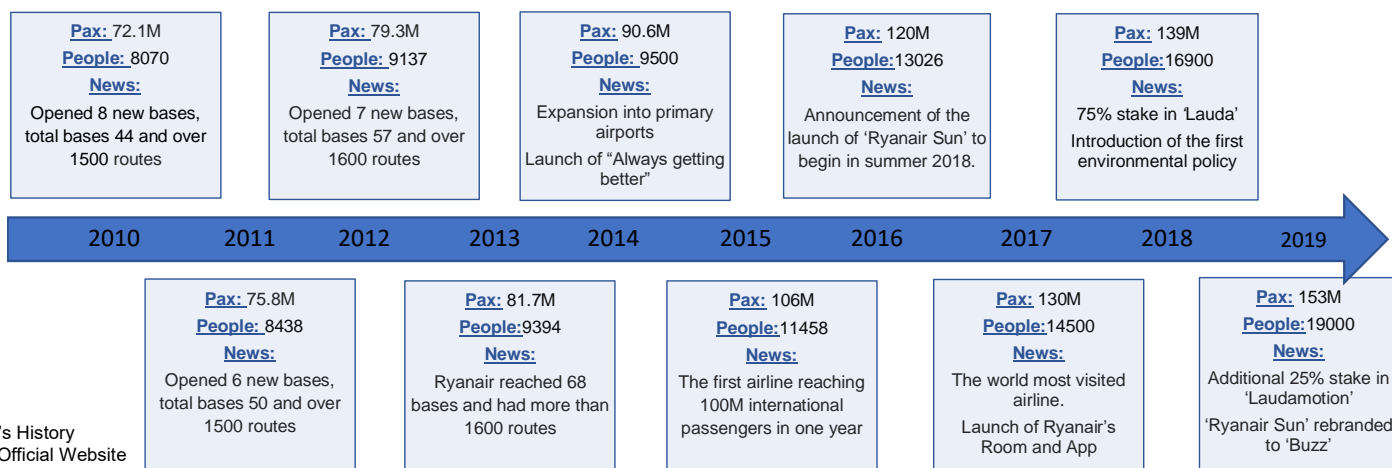 Pax: 72.1M
People: 8070
News:
Opened 8 new bases,
total bases 44 and over
1500 routes
Pax: 79.3M
People: 9137
News:
Opened 7 new bases,
total bases 57 and over
1600 routes
Pax: 90.6M
People: 9500
News:
Expansion into primary
airports
Launch of “Always getting
better”
Pax: 120M
People:13026
News:
Announcement of the
launch of ‘Ryanair Sun’ to
begin in summer 2018.
Pax: 139M
People:16900
News:
75% stake in ‘Lauda’
Introduction of the first
environmental policy
2010 2011 2012 2013 2014 2015 2016 2017 2018 2019
Pax: 75.8M
People: 8438
News:
Opened 6 new bases,
total bases 50 and over
1500 routes
Pax: 81.7M
People:9394
News:
Ryanair reached 68
bases and had more than
1600 routes
Pax: 106M
People:11458
News:
The first airline reaching
100M international
passengers in one year
Pax: 130M
People:14500
News:
The world most visited
airline.
Launch of Ryanair’s
Room and App
Pax: 153M
People:19000
News:
Additional 25% stake in
‘Laudamotion’
‘Ryanair Sun’ rebranded
to ‘Buzz’
’s History
Official Website